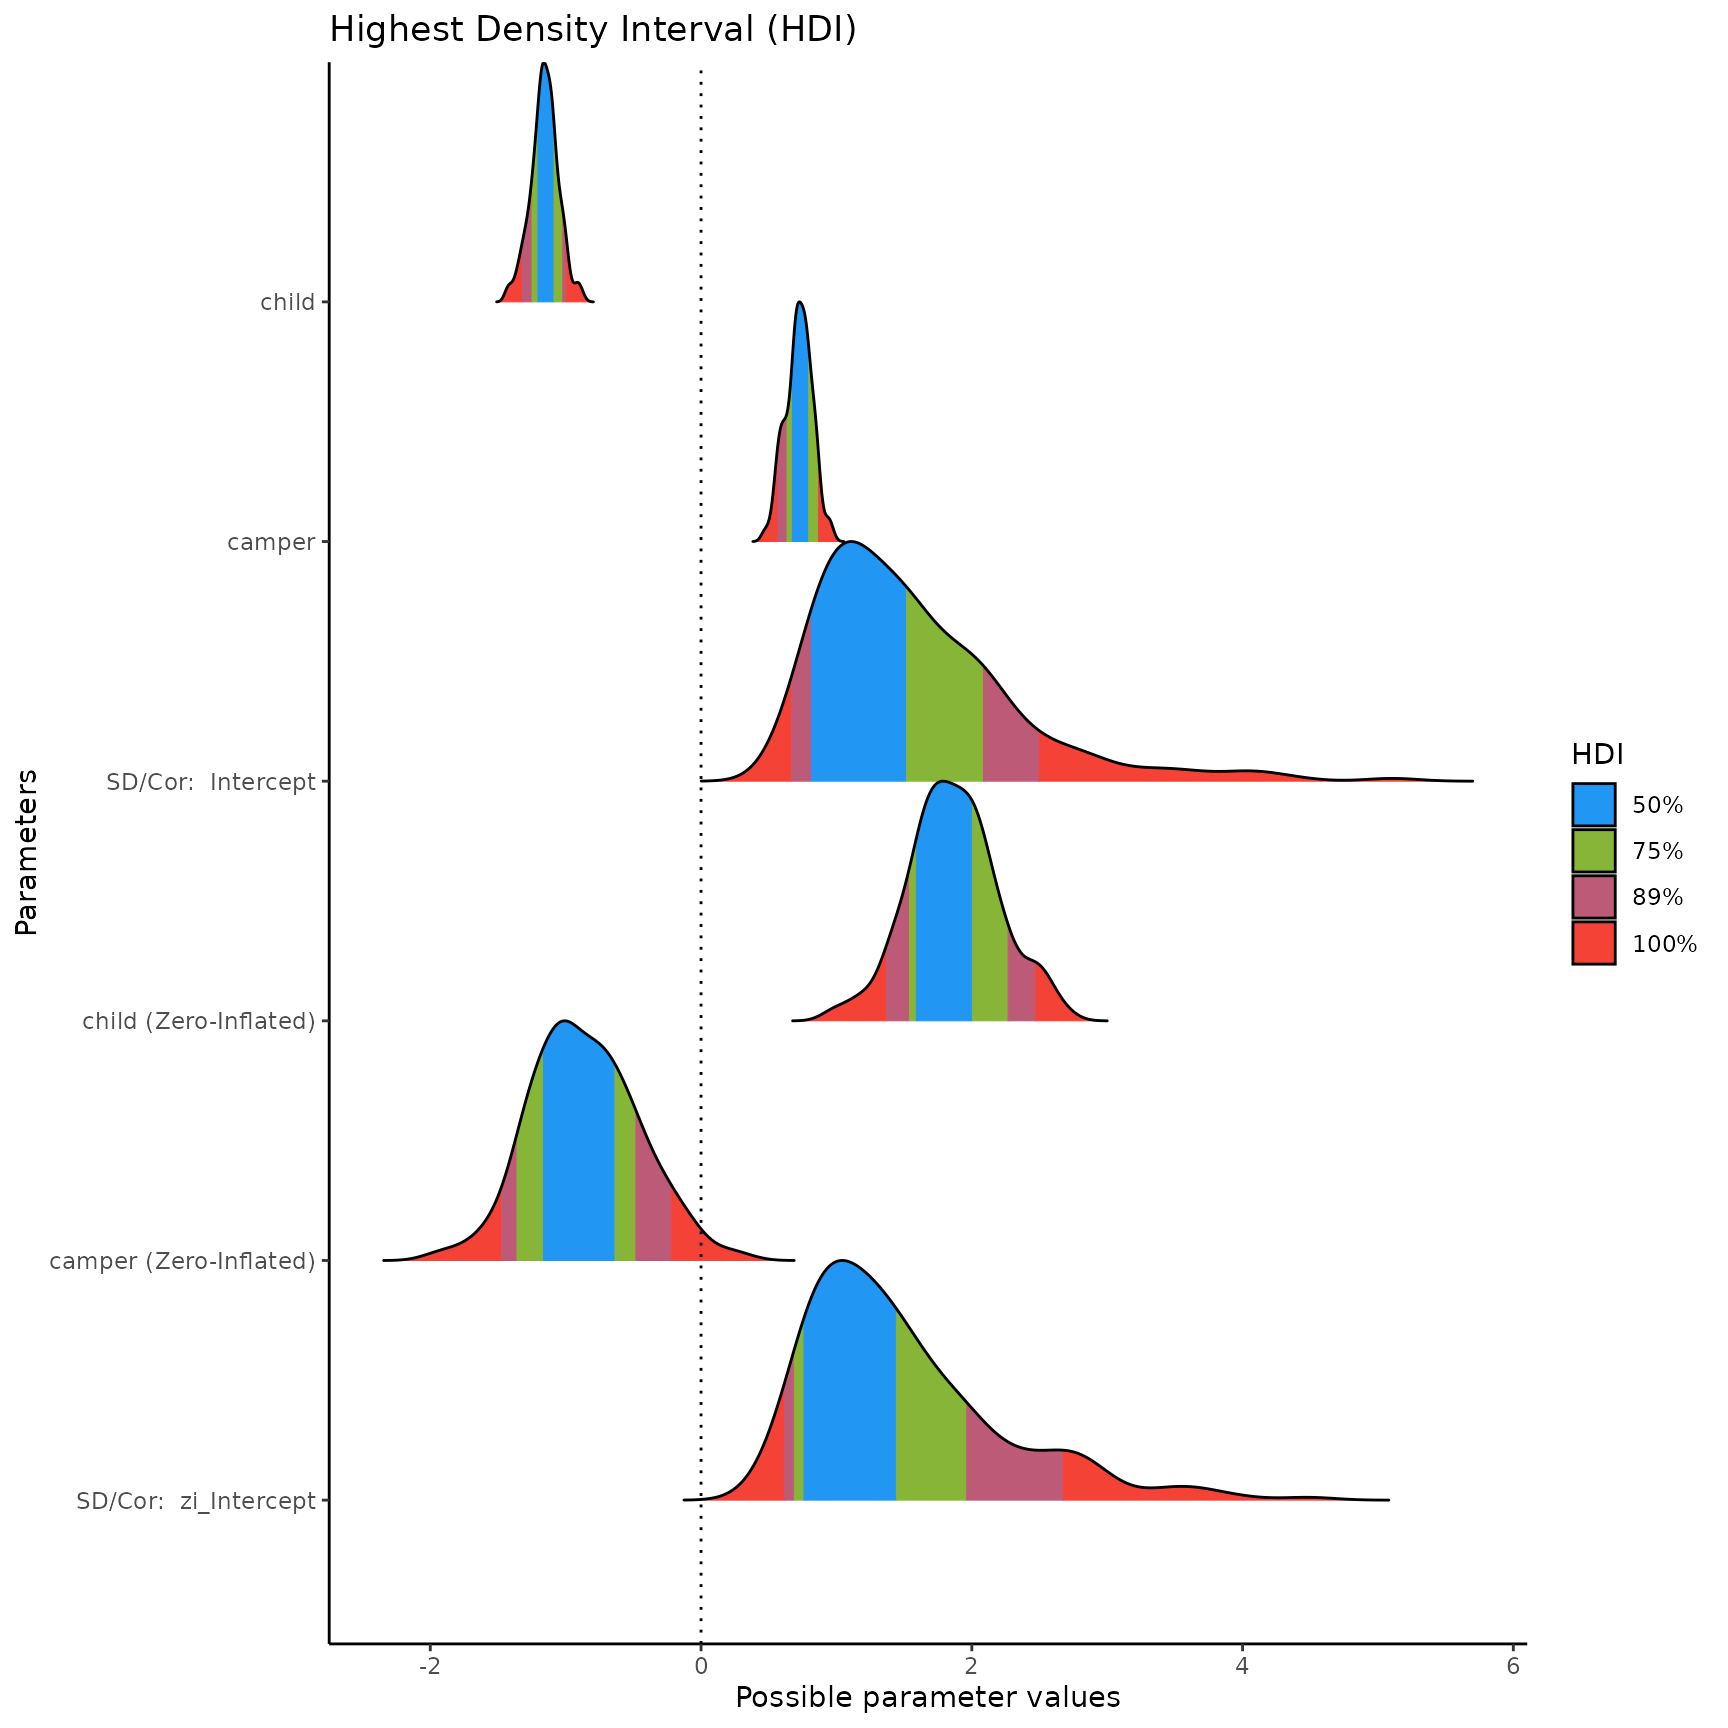 Highest Density Interval (HDI)
child
camper
SD/Cor:  Intercept
child (Zero-Inflated)
camper (Zero-Inflated)
SD/Cor:  zi_Intercept
Parameters
-2
0
2
4
6
Possible parameter values
HDI
50%
75%
89%
100%